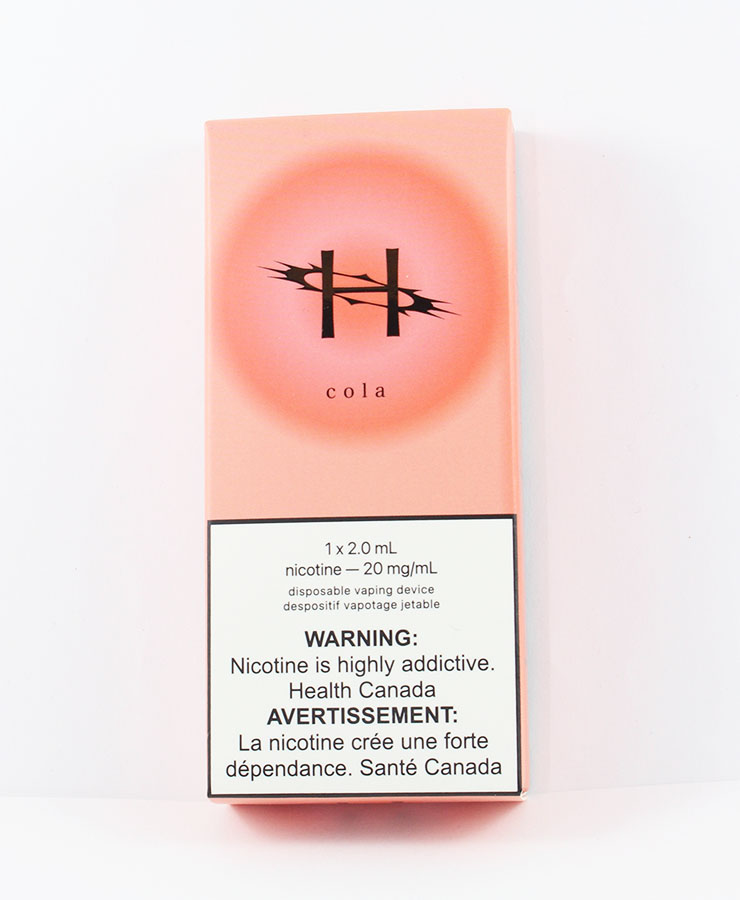 H
cola
1 x 2.0 mL
nicotine — 20 mg/mL
disposable vaping device
despositif vapotage jetable
WARNING:
Nicotine is highly addictive.
Health Canada
AVERTISSEMENT:
La nicotine crée une forte
dépendance. Santé Canada